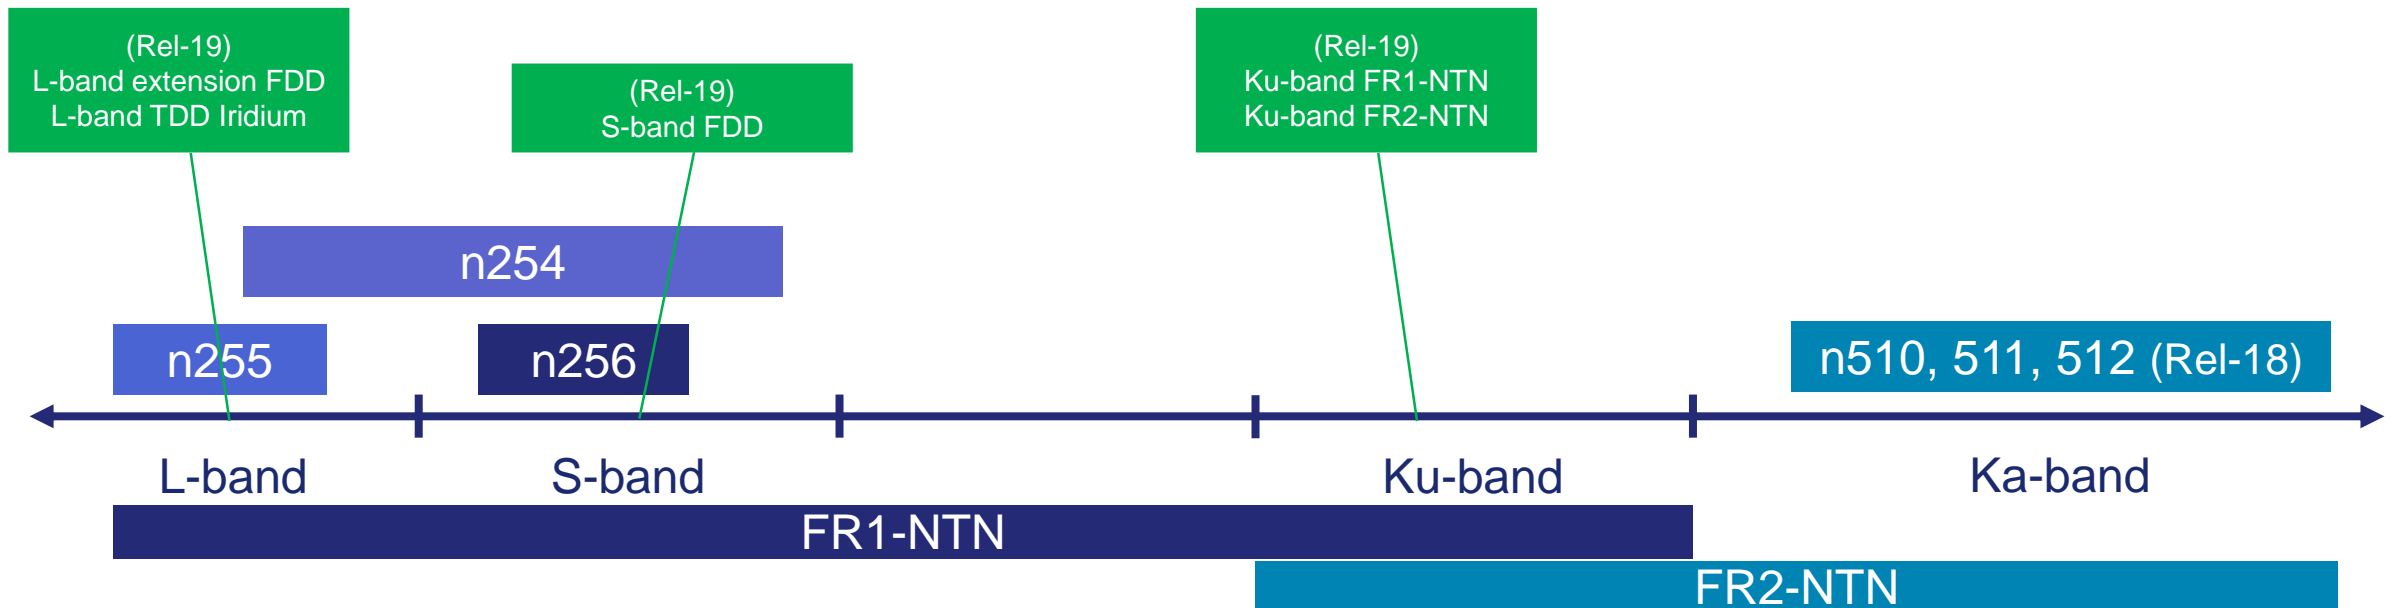 (Rel-19)
L-band extension FDD
L-band TDD Iridium
(Rel-19)
S-band FDD
(Rel-19)
Ku-band FR1-NTN
Ku-band FR2-NTN
n254
n255
n256
n510, 511, 512 (Rel-18)
L-band
S-band
Ku-band
Ka-band
FR1-NTN
FR2-NTN